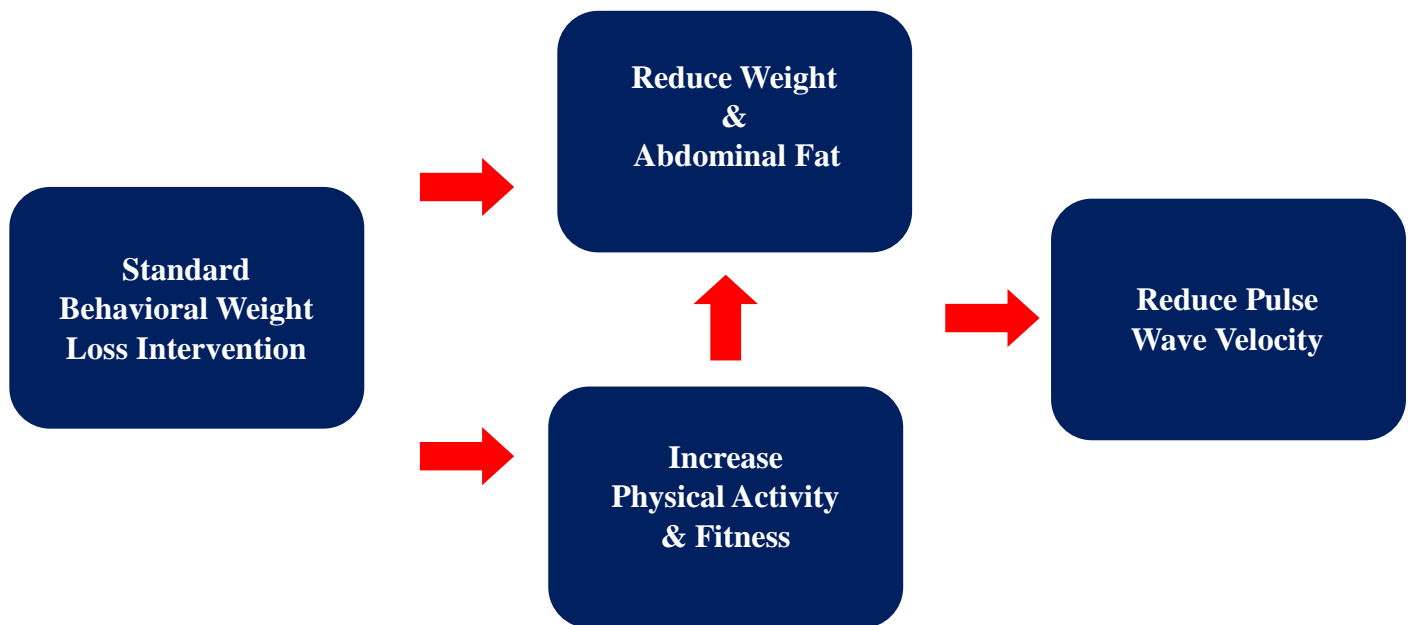 Standard
Behavioral Weight
Loss Intervention
Reduce Weight
&
Abdominal Fat
Increase
Physical Activity
& Fitness
Reduce Pulse
Wave Velocity